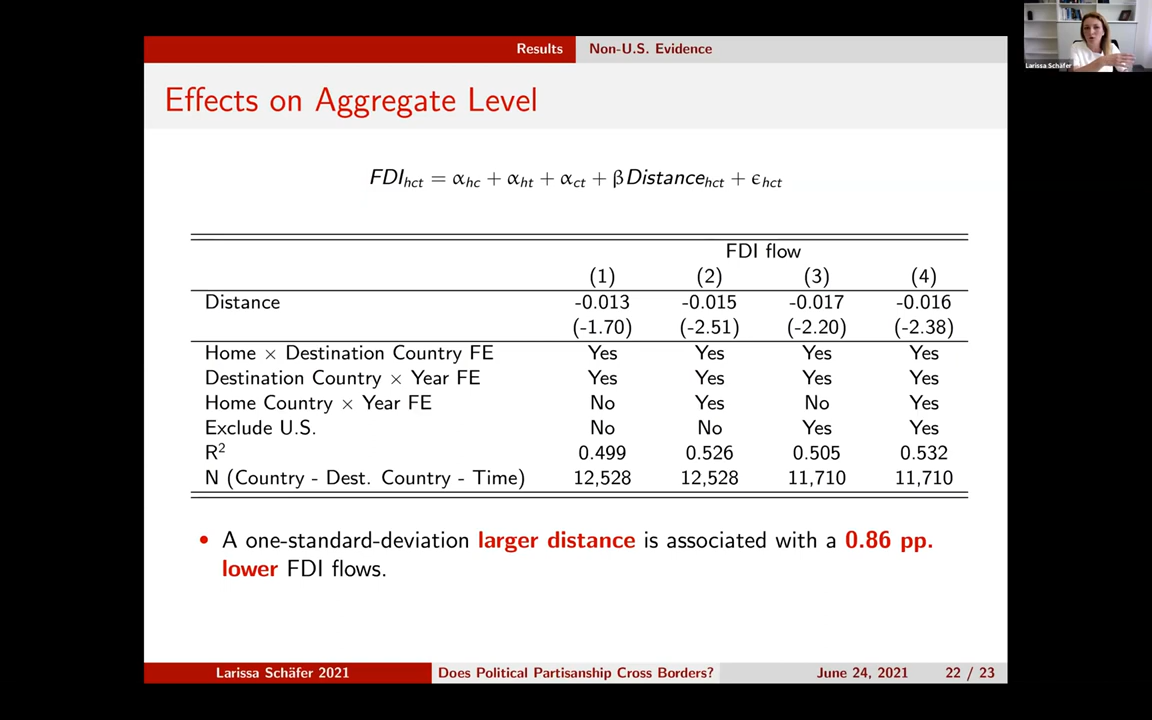 Results Non-U.S. Evidence
Larissa Schäfer
Effects on Aggregate Level
FDI_hct = α_hc + α_ht + α_ct + β Distance_hct + ϵ_hct
FDI flow
(1) (2) (3) (4)
Distance -0.013 -0.015 -0.017 -0.016
(-1.70) (-2.51) (-2.20) (-2.38)
Home × Destination Country FE Yes Yes Yes Yes
Destination Country × Year FE Yes Yes Yes Yes
Home Country × Year FE No Yes No Yes
Exclude U.S. No No Yes Yes
R² 0.499 0.526 0.505 0.532
N (Country - Dest. Country - Time) 12,528 12,528 11,710 11,710
• A one-standard-deviation larger distance is associated with a 0.86 pp.
lower FDI flows.
Larissa Schäfer 2021 Does Political Partisanship Cross Borders? June 24, 2021 22 / 23